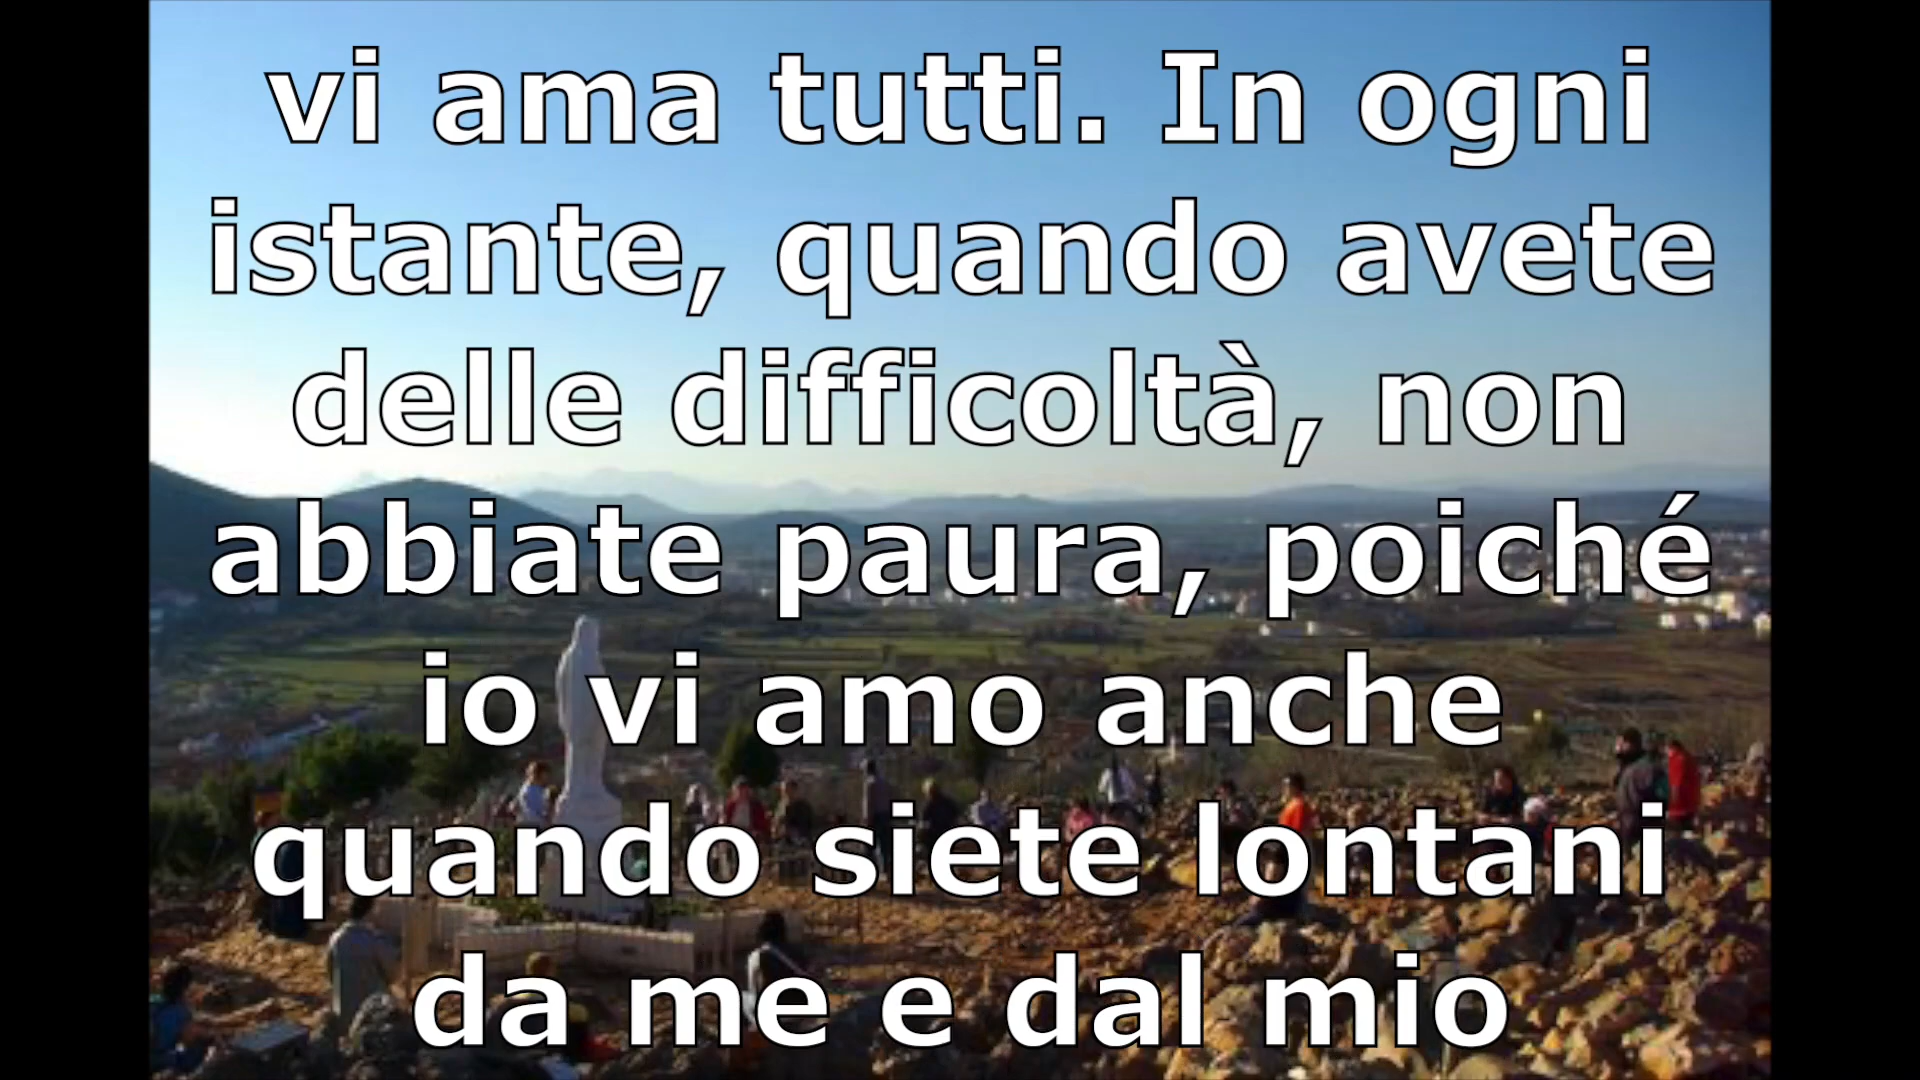 vi ama tutti. In ogni
istante, quando avete
delle difficoltà, non
abbiate paura, poiché
io vi amo anche
quando siete lontani
da me e dal mio